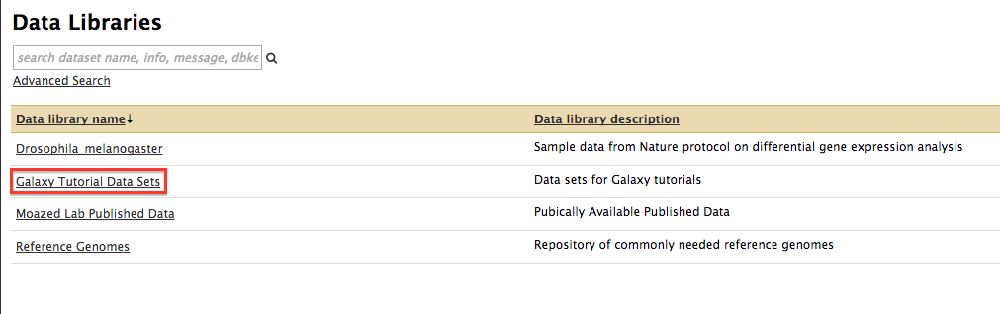 Data Libraries
search dataset name, info, message, dbke
Advanced Search
Data library name↓ Data library description
Drosophila_melanogaster Sample data from Nature protocol on differential gene expression analysis
Galaxy Tutorial Data Sets Data sets for Galaxy tutorials
Moazed Lab Published Data Pubically Available Published Data
Reference Genomes Repository of commonly needed reference genomes